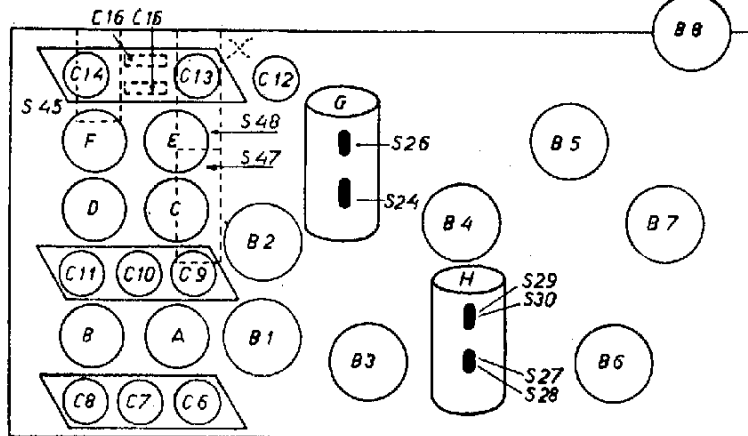 C16 C15
B8
C14 C13 C12
G
S45
F E S48
S26
B5
S47
D C
S24
B4 B7
B2
C11 C10 C9
H
S29
S30
B A B1
B3 B6
S27
S28
C8 C7 C6